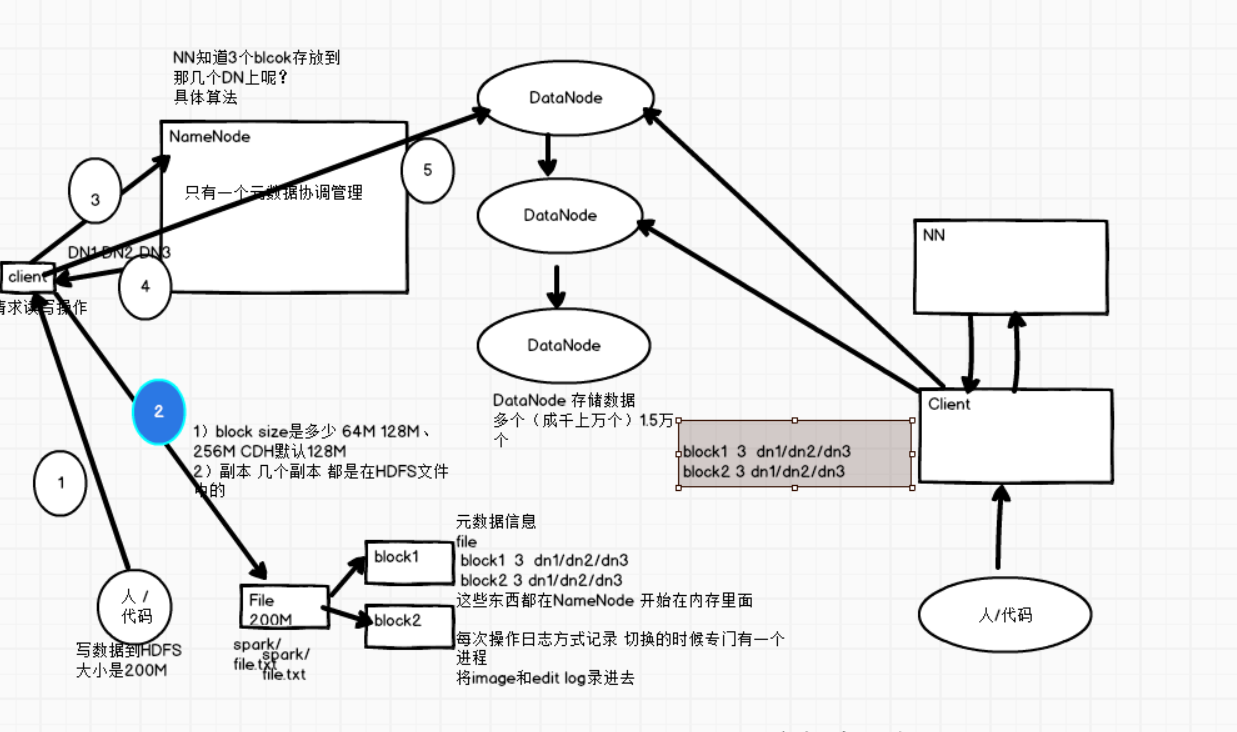 NN知道3个blcok存放到
那几个DN上呢？
具体算法
NameNode
只有一个元数据协调管理
3
5
DN1 DN2 DN3
client
4
请求读写操作
2
1）block size是多少 64M 128M、
256M CDH默认128M
2）副本 几个副本 都是在HDFS文件
中的
1
人 /
代码
写数据到HDFS
大小是200M
File
200M
spark/
file.txt
spark/
file.txt
block1
block2
元数据信息
file
block1 3 dn1/dn2/dn3
block2 3 dn1/dn2/dn3
这些东西都在NameNode 开始在内存里面
每次操作日志方式记录 切换的时候专门有一个
进程
将image和edit log录进去
DataNode
DataNode
DataNode
DataNode 存储数据
多个（成千上万个）1.5万
个
block1 3 dn1/dn2/dn3
block2 3 dn1/dn2/dn3
NN
Client
人/代码